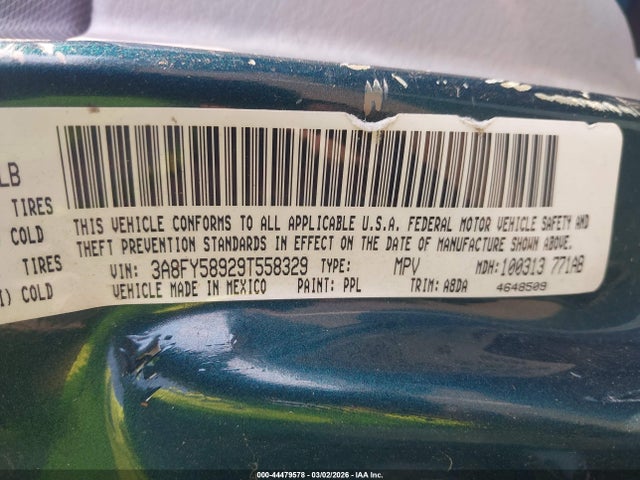 LB
TIRES
COLD
TIRES
I) COLD
THIS VEHICLE CONFORMS TO ALL APPLICABLE U.S.A. FEDERAL MOTOR VEHICLE SAFETY AND
THEFT PREVENTION STANDARDS IN EFFECT ON THE DATE OF MANUFACTURE SHOWN ABOVE.
VIN: 3A8FY58929T558329 TYPE: MPV MDH: 100313 771AB
VEHICLE MADE IN MEXICO PAINT: PPL TRIM: A8DA 4648509
000-44479578 - 03/02/2026 - IAA Inc.